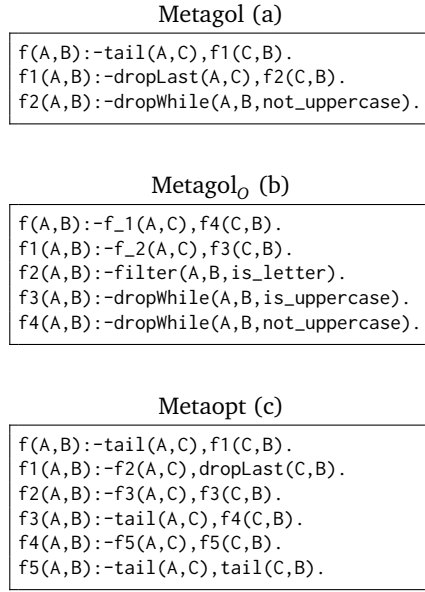 Metagol (a)
f(A,B):-tail(A,C),f1(C,B).
f1(A,B):-dropLast(A,C),f2(C,B).
f2(A,B):-dropWhile(A,B,not_uppercase).
Metagol_O (b)
f(A,B):-f_1(A,C),f4(C,B).
f1(A,B):-f_2(A,C),f3(C,B).
f2(A,B):-filter(A,B,is_letter).
f3(A,B):-dropWhile(A,B,is_uppercase).
f4(A,B):-dropWhile(A,B,not_uppercase).
Metaopt (c)
f(A,B):-tail(A,C),f1(C,B).
f1(A,B):-f2(A,C),dropLast(C,B).
f2(A,B):-f3(A,C),f3(C,B).
f3(A,B):-tail(A,C),f4(C,B).
f4(A,B):-f5(A,C),f5(C,B).
f5(A,B):-tail(A,C),tail(C,B).